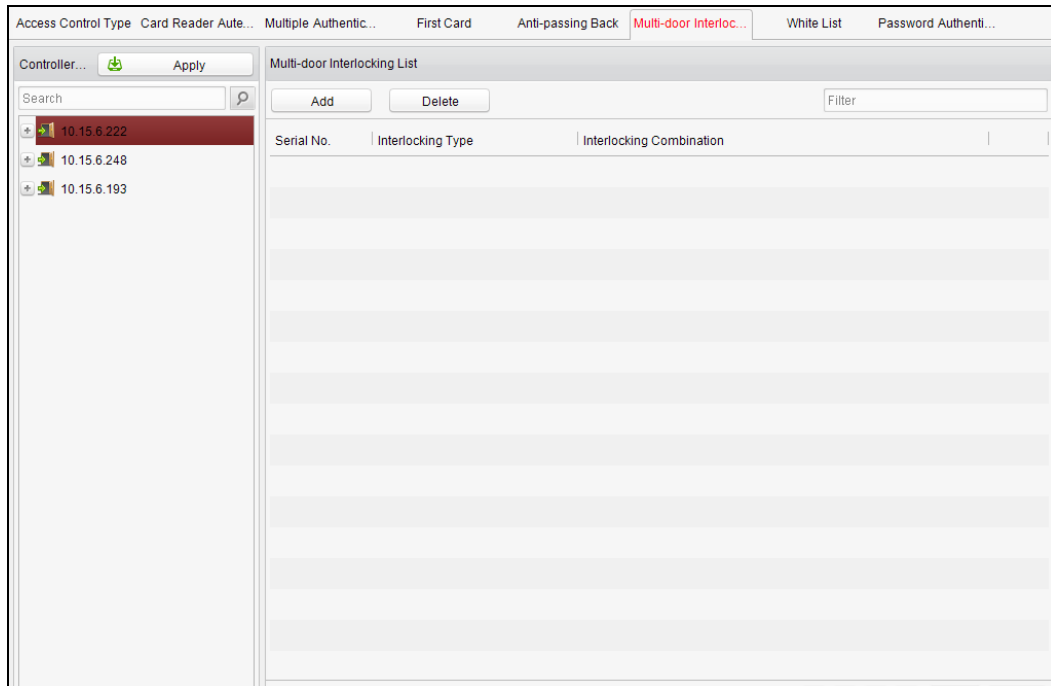 Access Control Type Card Reader Aute... Multiple Authentic... First Card Anti-passing Back Multi-door Interloc... White List Password Authenti...
Controller... Apply
Multi-door Interlocking List
Search
Add Delete Filter
Serial No. Interlocking Type Interlocking Combination
10.15.6.222
10.15.6.248
10.15.6.193